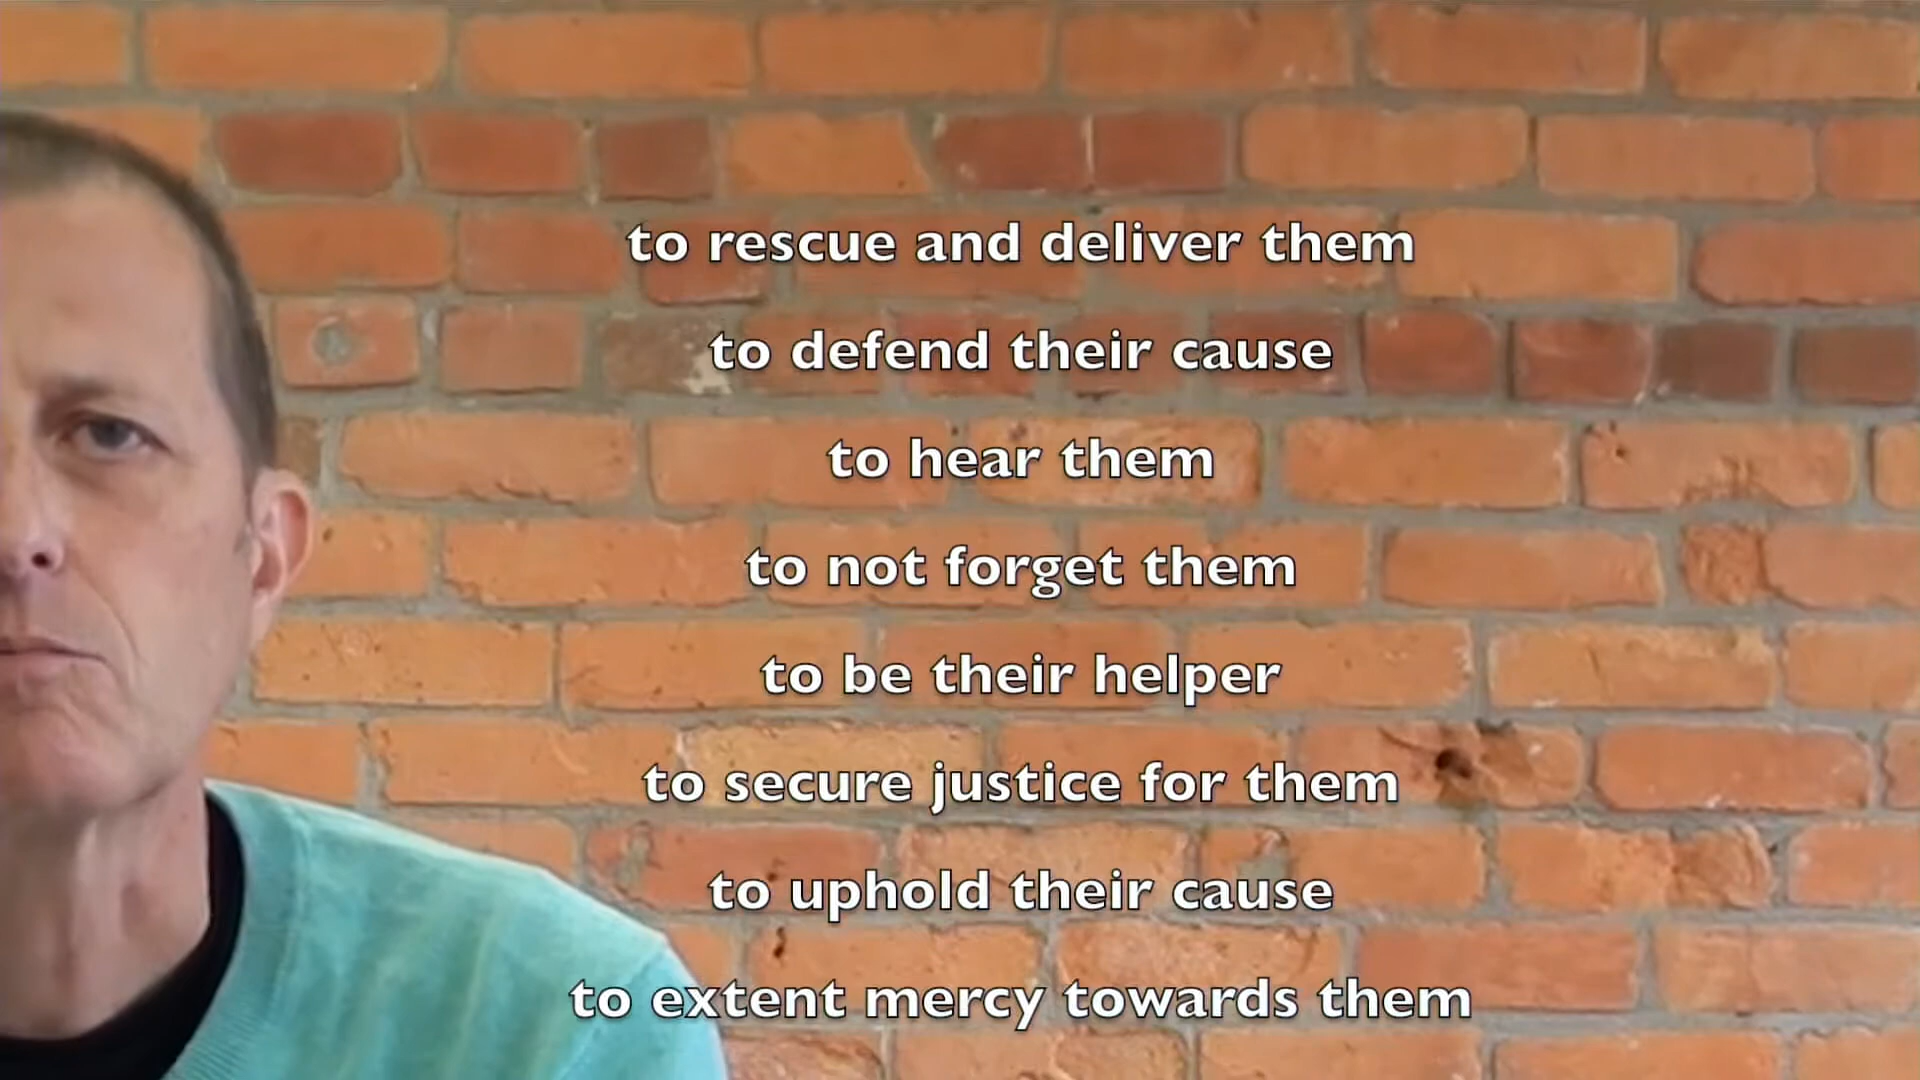 to rescue and deliver them
to defend their cause
to hear them
to not forget them
to be their helper
to secure justice for them
to uphold their cause
to extent mercy towards them